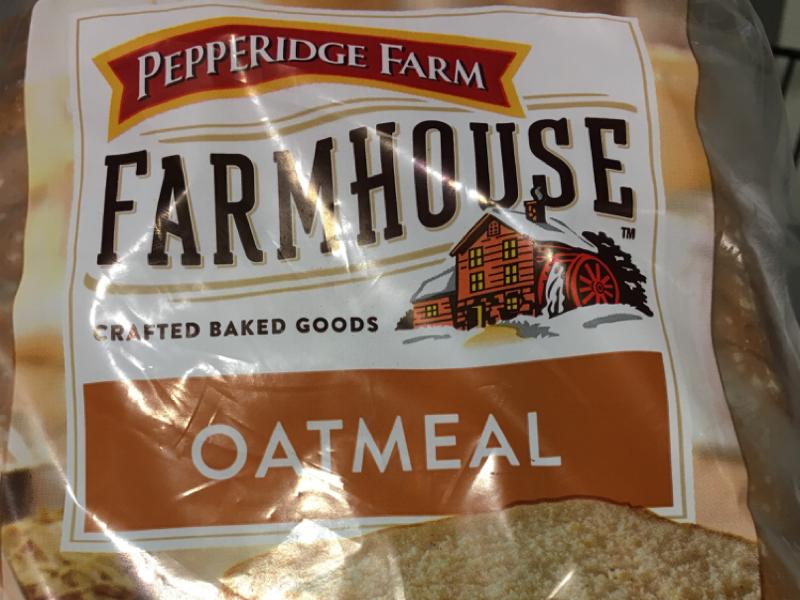 PEPPERIDGE FARM
FARMHOUSE
TM
CRAFTED BAKED GOODS
OATMEAL